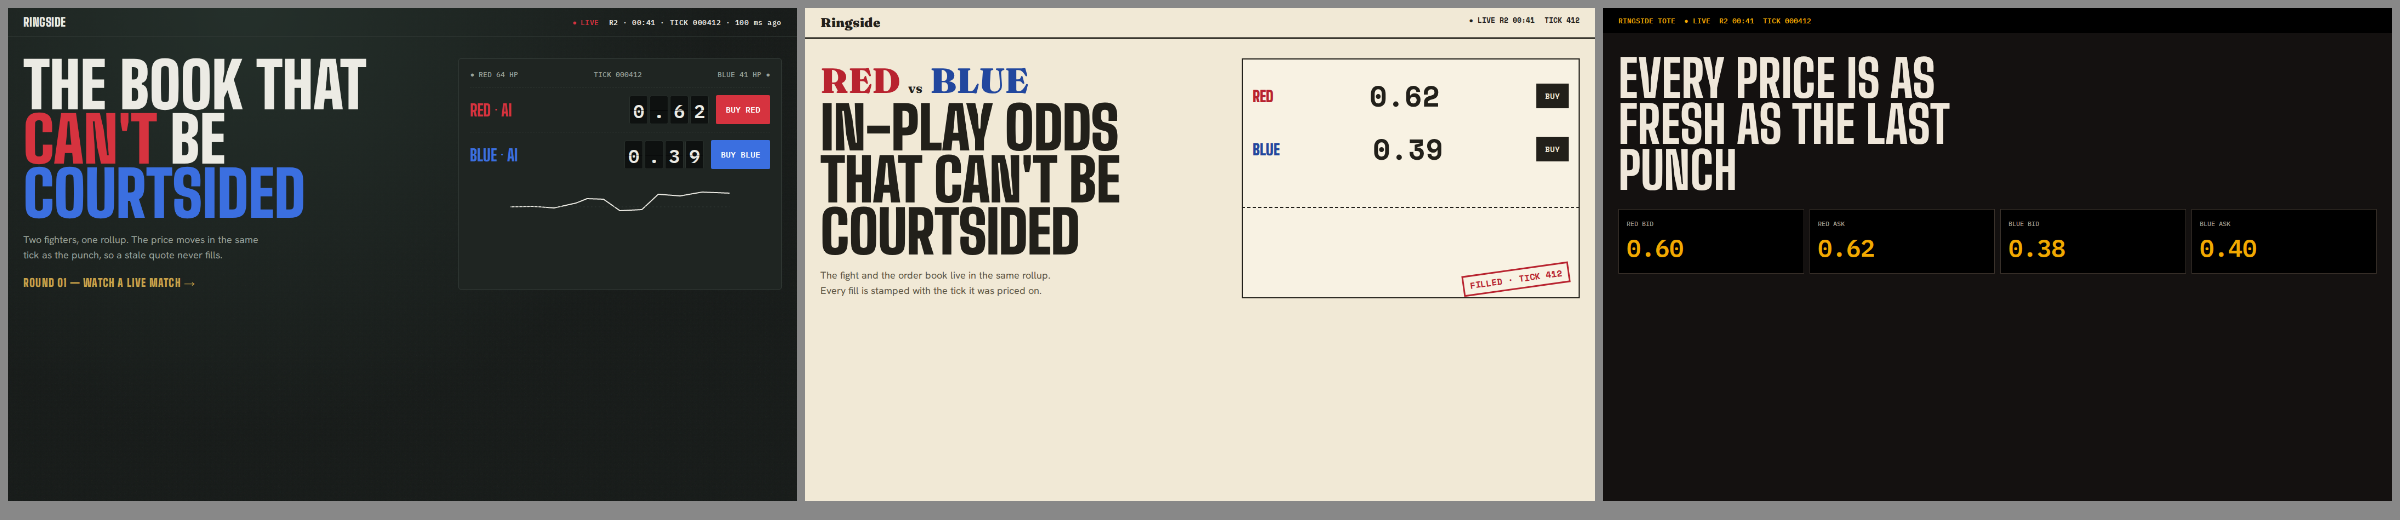 RINGSIDE
● LIVE R2 · 00:41 · TICK 000412 · 100 ms ago
THE BOOK THAT
CAN'T BE
COURTSIDED
Two fighters, one rollup. The price moves in the same
tick as the punch, so a stale quote never fills.
ROUND 01 — WATCH A LIVE MATCH →
● RED 64 HP TICK 000412 BLUE 41 HP ●
RED · AI 0.62 BUY RED
BLUE · AI 0.39 BUY BLUE
Ringside
● LIVE R2 00:41 TICK 412
RED vs BLUE
IN-PLAY ODDS
THAT CAN'T BE
COURTSIDED
The fight and the order book live in the same rollup.
Every fill is stamped with the tick it was priced on.
RED 0.62 BUY
BLUE 0.39 BUY
FILLED · TICK 412
RINGSIDE TOTE ● LIVE R2 00:41 TICK 000412
EVERY PRICE IS AS
FRESH AS THE LAST
PUNCH
RED BID RED ASK BLUE BID BLUE ASK
0.60 0.62 0.38 0.40